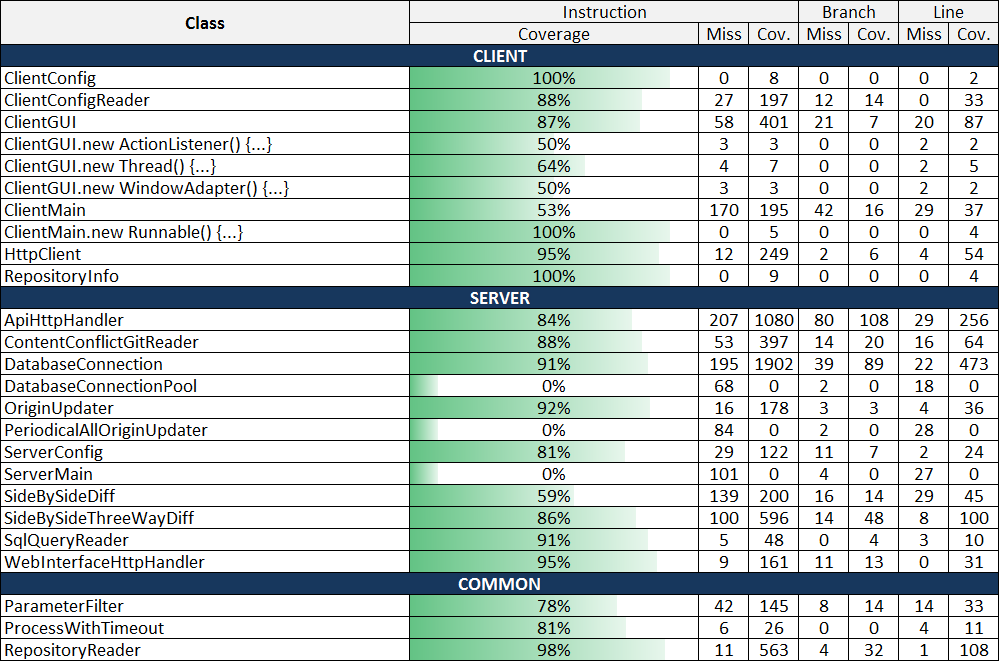 Class Instruction Branch Line
Coverage Miss Cov. Miss Cov. Miss Cov.
CLIENT
ClientConfig 100% 0 8 0 0 0 2
ClientConfigReader 88% 27 197 12 14 0 33
ClientGUI 87% 58 401 21 7 20 87
ClientGUI.new ActionListener() {...} 50% 3 3 0 0 2 2
ClientGUI.new Thread() {...} 64% 4 7 0 0 2 5
ClientGUI.new WindowAdapter() {...} 50% 3 3 0 0 2 2
ClientMain 53% 170 195 42 16 29 37
ClientMain.new Runnable() {...} 100% 0 5 0 0 0 4
HttpClient 95% 12 249 2 6 4 54
RepositoryInfo 100% 0 9 0 0 0 4
SERVER
ApiHttpHandler 84% 207 1080 80 108 29 256
ContentConflictGitReader 88% 53 397 14 20 16 64
DatabaseConnection 91% 195 1902 39 89 22 473
DatabaseConnectionPool 0% 68 0 2 0 18 0
OriginUpdater 92% 16 178 3 3 4 36
PeriodicalAllOriginUpdater 0% 84 0 2 0 28 0
ServerConfig 81% 29 122 11 7 2 24
ServerMain 0% 101 0 4 0 27 0
SideBySideDiff 59% 139 200 16 14 29 45
SideBySideThreeWayDiff 86% 100 596 14 48 8 100
SqlQueryReader 91% 5 48 0 4 3 10
WebInterfaceHttpHandler 95% 9 161 11 13 0 31
COMMON
ParameterFilter 78% 42 145 8 14 14 33
ProcessWithTimeout 81% 6 26 0 0 4 11
RepositoryReader 98% 11 563 4 32 1 108